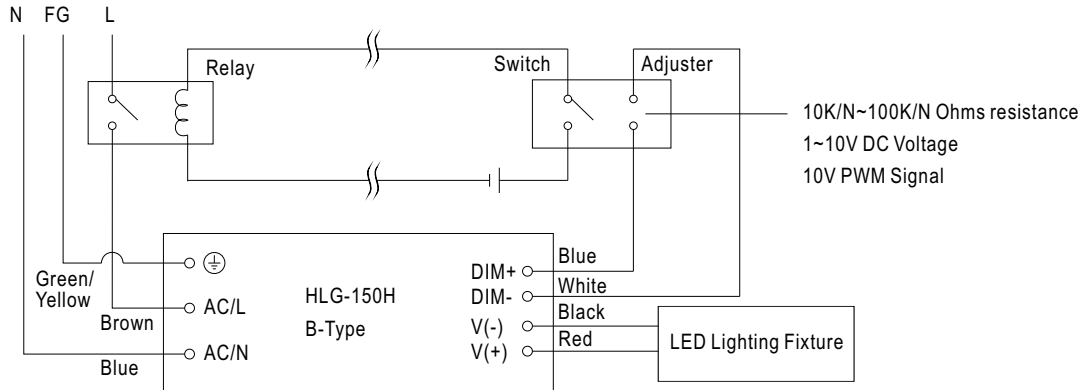 N FG L
Relay
Switch
Adjuster
10K/N~100K/N Ohms resistance
1~10V DC Voltage
10V PWM Signal
Green/
Yellow
Brown
Blue
AC/L
AC/N
HLG-150H
B-Type
DIM+
DIM-
V(-)
V(+)
Blue
White
Black
Red
LED Lighting Fixture